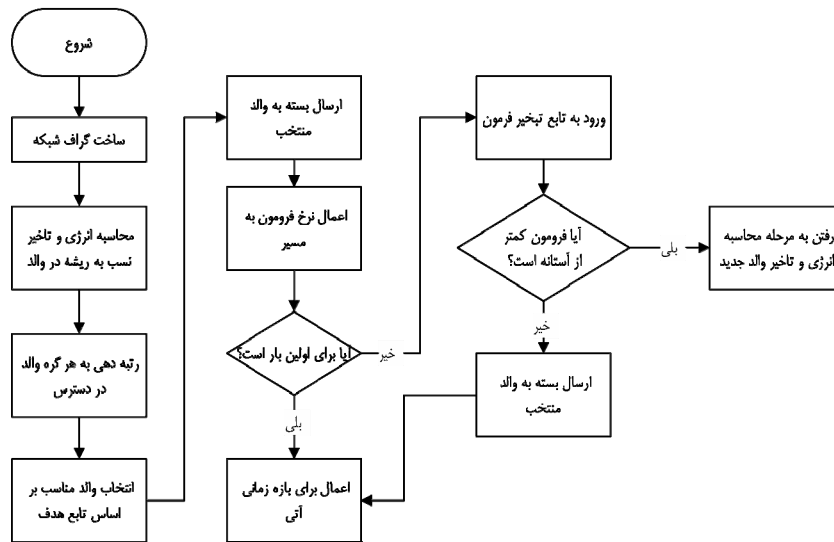 شروع
ساخت گراف شبکه
محاسبه انرژی و تاخیر
نسب به ریشه در والد
رتبه دهی به هر گره والد
در دسترس
انتخاب والد مناسب بر
اساس تابع هدف
ارسال بسته به والد
منتخب
اعمال نرخ فرومون به
مسیر
آیا برای اولین بار است؟
خیر
بلی
اعمال برای بازه زمانی
آتی
ورود به تابع تبخیر فرمون
آیا فرومون کمتر
از آستانه است؟
بلی
خیر
ارسال بسته به والد
منتخب
رفتن به مرحله محاسبه
انرژی و تاخیر والد جدید